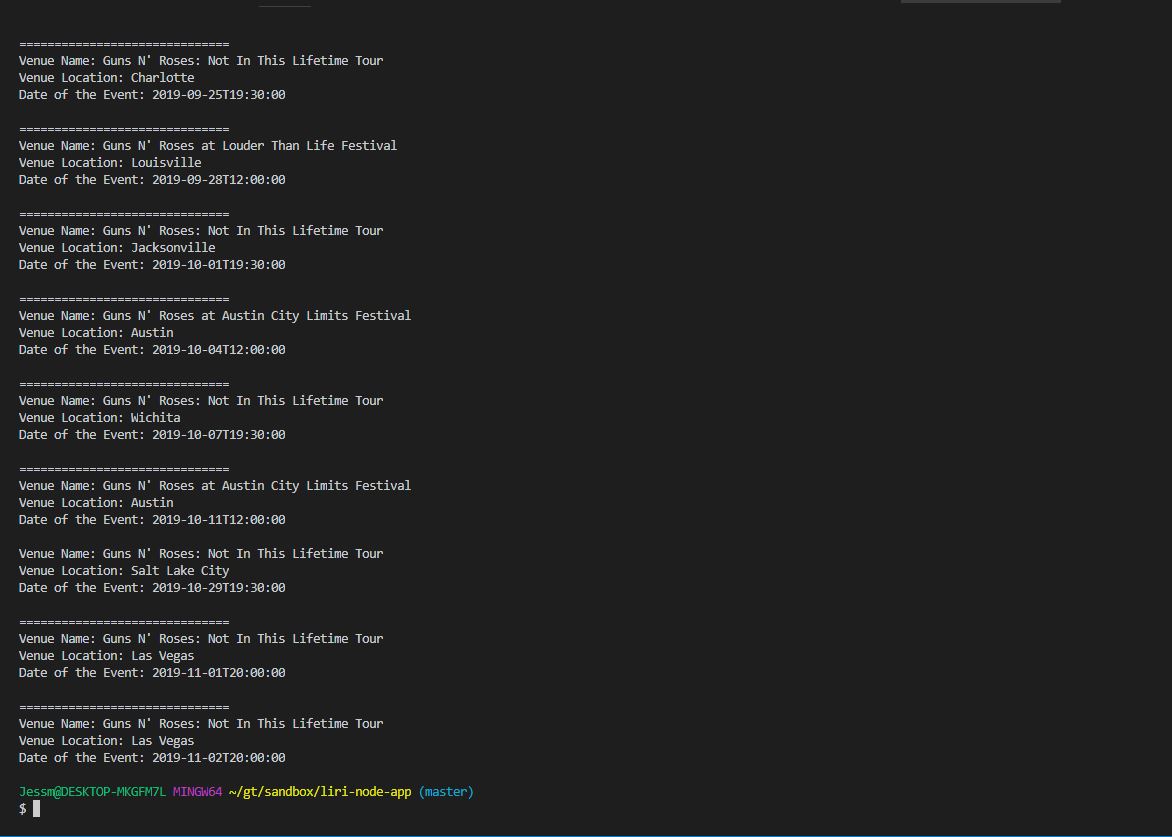 ==============================
Venue Name: Guns N' Roses: Not In This Lifetime Tour
Venue Location: Charlotte
Date of the Event: 2019-09-25T19:30:00
==============================
Venue Name: Guns N' Roses at Louder Than Life Festival
Venue Location: Louisville
Date of the Event: 2019-09-28T12:00:00
==============================
Venue Name: Guns N' Roses: Not In This Lifetime Tour
Venue Location: Jacksonville
Date of the Event: 2019-10-01T19:30:00
==============================
Venue Name: Guns N' Roses at Austin City Limits Festival
Venue Location: Austin
Date of the Event: 2019-10-04T12:00:00
==============================
Venue Name: Guns N' Roses: Not In This Lifetime Tour
Venue Location: Wichita
Date of the Event: 2019-10-07T19:30:00
==============================
Venue Name: Guns N' Roses at Austin City Limits Festival
Venue Location: Austin
Date of the Event: 2019-10-11T12:00:00
Venue Name: Guns N' Roses: Not In This Lifetime Tour
Venue Location: Salt Lake City
Date of the Event: 2019-10-29T19:30:00
==============================
Venue Name: Guns N' Roses: Not In This Lifetime Tour
Venue Location: Las Vegas
Date of the Event: 2019-11-01T20:00:00
==============================
Venue Name: Guns N' Roses: Not In This Lifetime Tour
Venue Location: Las Vegas
Date of the Event: 2019-11-02T20:00:00
Jessm@DESKTOP-MKGFM7L MINGW64 ~/gt/sandbox/liri-node-app (master)
$